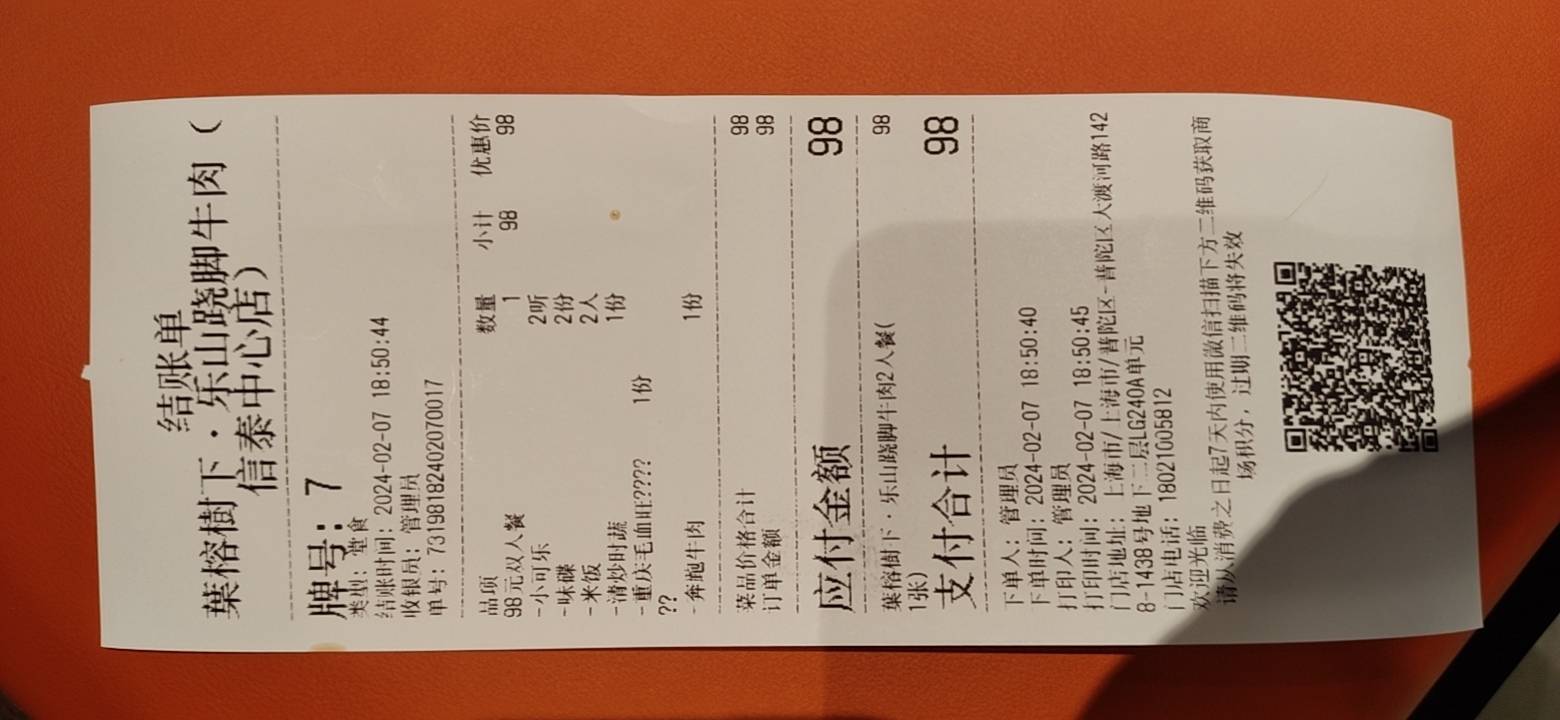 结账单
葉榕樹下·乐山跷脚牛肉（
信泰中心店）
牌号：7
类型：堂食
结账时间：2024-02-07 18:50:44
收银员：管理员
单号：73198182402070017
品项 数量 小计 优惠价
98元双人餐 1 98 98
-小可乐 2听
-味碟 2份
-米饭 2人
-清炒时蔬 1份
-重庆毛血旺???? 1份
??
-奔跑牛肉 1份
菜品价格合计 98
订单金额 98
应付金额 98
葉榕樹下·乐山跷脚牛肉2人餐( 98
1张)
支付合计 98
下单人：管理员
下单时间：2024-02-07 18:50:40
打印人：管理员
打印时间：2024-02-07 18:50:45
门店地址：上海市/上海市/普陀区-普陀区大渡河路142
8-1438号地下二层LG240A单元
门店电话：18021005812
欢迎光临
请从消费之日起7天内使用微信扫描下方二维码获取商
场积分，过期二维码将失效